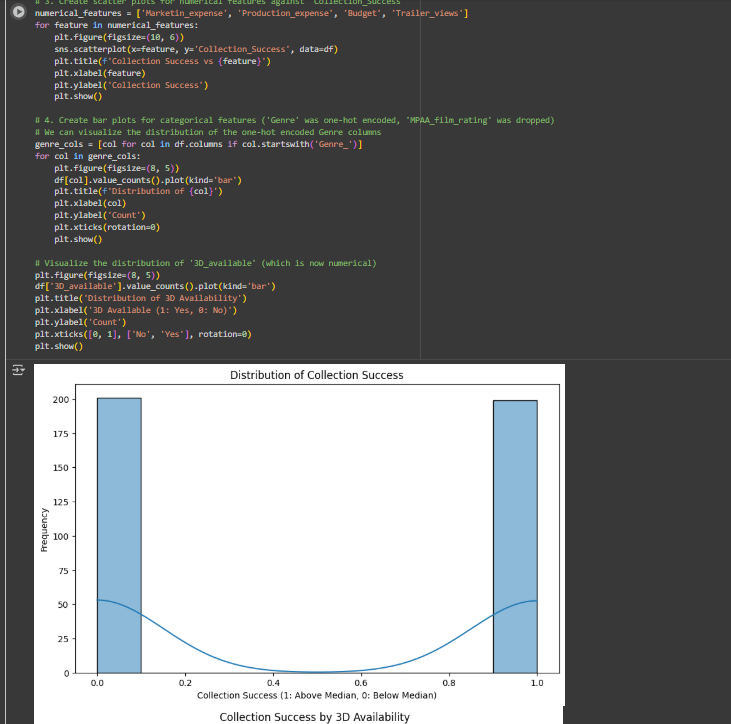 # 3. Create scatter plots for numerical features against 'Collection_Success'
numerical_features = ['Marketin_expense', 'Production_expense', 'Budget', 'Trailer_views']
for feature in numerical_features:
    plt.figure(figsize=(10, 6))
    sns.scatterplot(x=feature, y='Collection_Success', data=df)
    plt.title(f'Collection Success vs {feature}')
    plt.xlabel(feature)
    plt.ylabel('Collection Success')
    plt.show()
# 4. Create bar plots for categorical features ('Genre' was one-hot encoded, 'MPAA_film_rating' was dropped)
# We can visualize the distribution of the one-hot encoded Genre columns
genre_cols = [col for col in df.columns if col.startswith('Genre_')]
for col in genre_cols:
    plt.figure(figsize=(8, 5))
    df[col].value_counts().plot(kind='bar')
    plt.title(f'Distribution of {col}')
    plt.xlabel(col)
    plt.ylabel('Count')
    plt.xticks(rotation=0)
    plt.show()
# Visualize the distribution of '3D_available' (which is now numerical)
plt.figure(figsize=(8, 5))
df['3D_available'].value_counts().plot(kind='bar')
plt.title('Distribution of 3D Availability')
plt.xlabel('3D Available (1: Yes, 0: No)')
plt.ylabel('Count')
plt.xticks([0, 1], ['No', 'Yes'], rotation=0)
plt.show()
Distribution of Collection Success
200
175
150
125
100
75
50
25
0
Frequency
0.0 0.2 0.4 0.6 0.8 1.0
Collection Success (1: Above Median, 0: Below Median)
Collection Success by 3D Availability